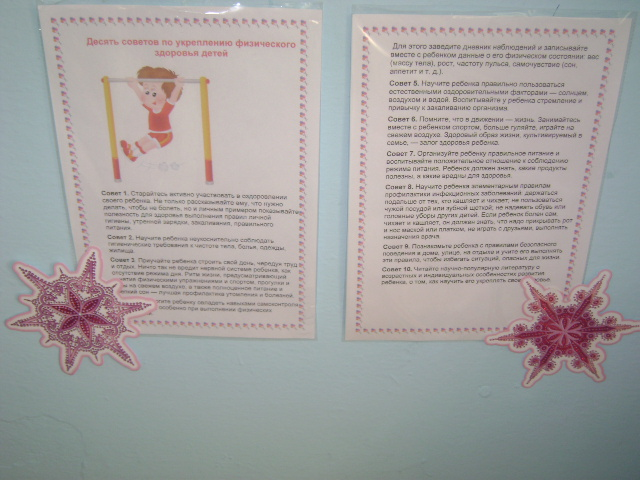 Десять советов по укреплению физического
здоровья детей
Совет 1. Старайтесь активно участвовать в оздоровлении
своего ребенка. Не только рассказывайте ему, что нужно
делать, чтобы не болеть, но и личным примером показывайте
полезность для здоровья выполнения правил личной
гигиены, утренней зарядки, закаливания, правильного
питания.
Совет 2. Научите ребенка неукоснительно соблюдать
гигиенические требования к чистоте тела, белья, одежды,
жилища.
Совет 3. Приучайте ребенка строить свой день, чередуя труд
и отдых. Ничто так не вредит нервной системе ребенка, как
отсутствие режима дня. Ритм жизни, предусматривающий
физическими упражнениями и спортом, прогулки и
на свежем воздухе, а также полноценное питание и
сон — лучшая профилактика утомления и болезней.
ребенку овладеть навыками самоконтроля
особенно при выполнении физических
Для этого заведите дневник наблюдений и записывайте
вместе с ребенком данные о его физическом состоянии: вес
(массу тела), рост, частоту пульса, самочувствие (сон,
аппетит и т. д.).
Совет 5. Научите ребенка правильно пользоваться
естественными оздоровительными факторами — солнцем,
воздухом и водой. Воспитывайте у ребенка стремление и
привычку к закаливанию организма.
Совет 6. Помните, что в движении — жизнь. Занимайтесь
вместе с ребенком спортом, больше гуляйте, играйте на
свежем воздухе. Здоровый образ жизни, культивируемый в
семье, — залог здоровья ребенка.
Совет 7. Организуйте ребенку правильное питание и
воспитывайте положительное отношение к соблюдению
режима питания. Ребенок должен знать, какие продукты
полезны, а какие вредны для здоровья.
Совет 8. Научите ребенка элементарным правилам
профилактики инфекционных заболеваний: держаться
подальше от тех, кто кашляет и чихает; не пользоваться
чужой посудой или зубной щеткой; не надевать обувь или
головные уборы других детей. Если ребенок болен сам,
чихает и кашляет, он должен знать, что надо прикрывать рот
и нос маской или платком, не играть с друзьями, выполнять
назначения врача.
Совет 9. Познакомьте ребенка с правилами безопасного
поведения в доме, улице, на отдыхе и учите его выполнять
эти правила, чтобы избегать ситуаций, опасных для жизни.
Совет 10. Читайте научно-популярную литературу о
возрастных и индивидуальных особенностях развития
ребенка, о том, как научить его укреплять свое